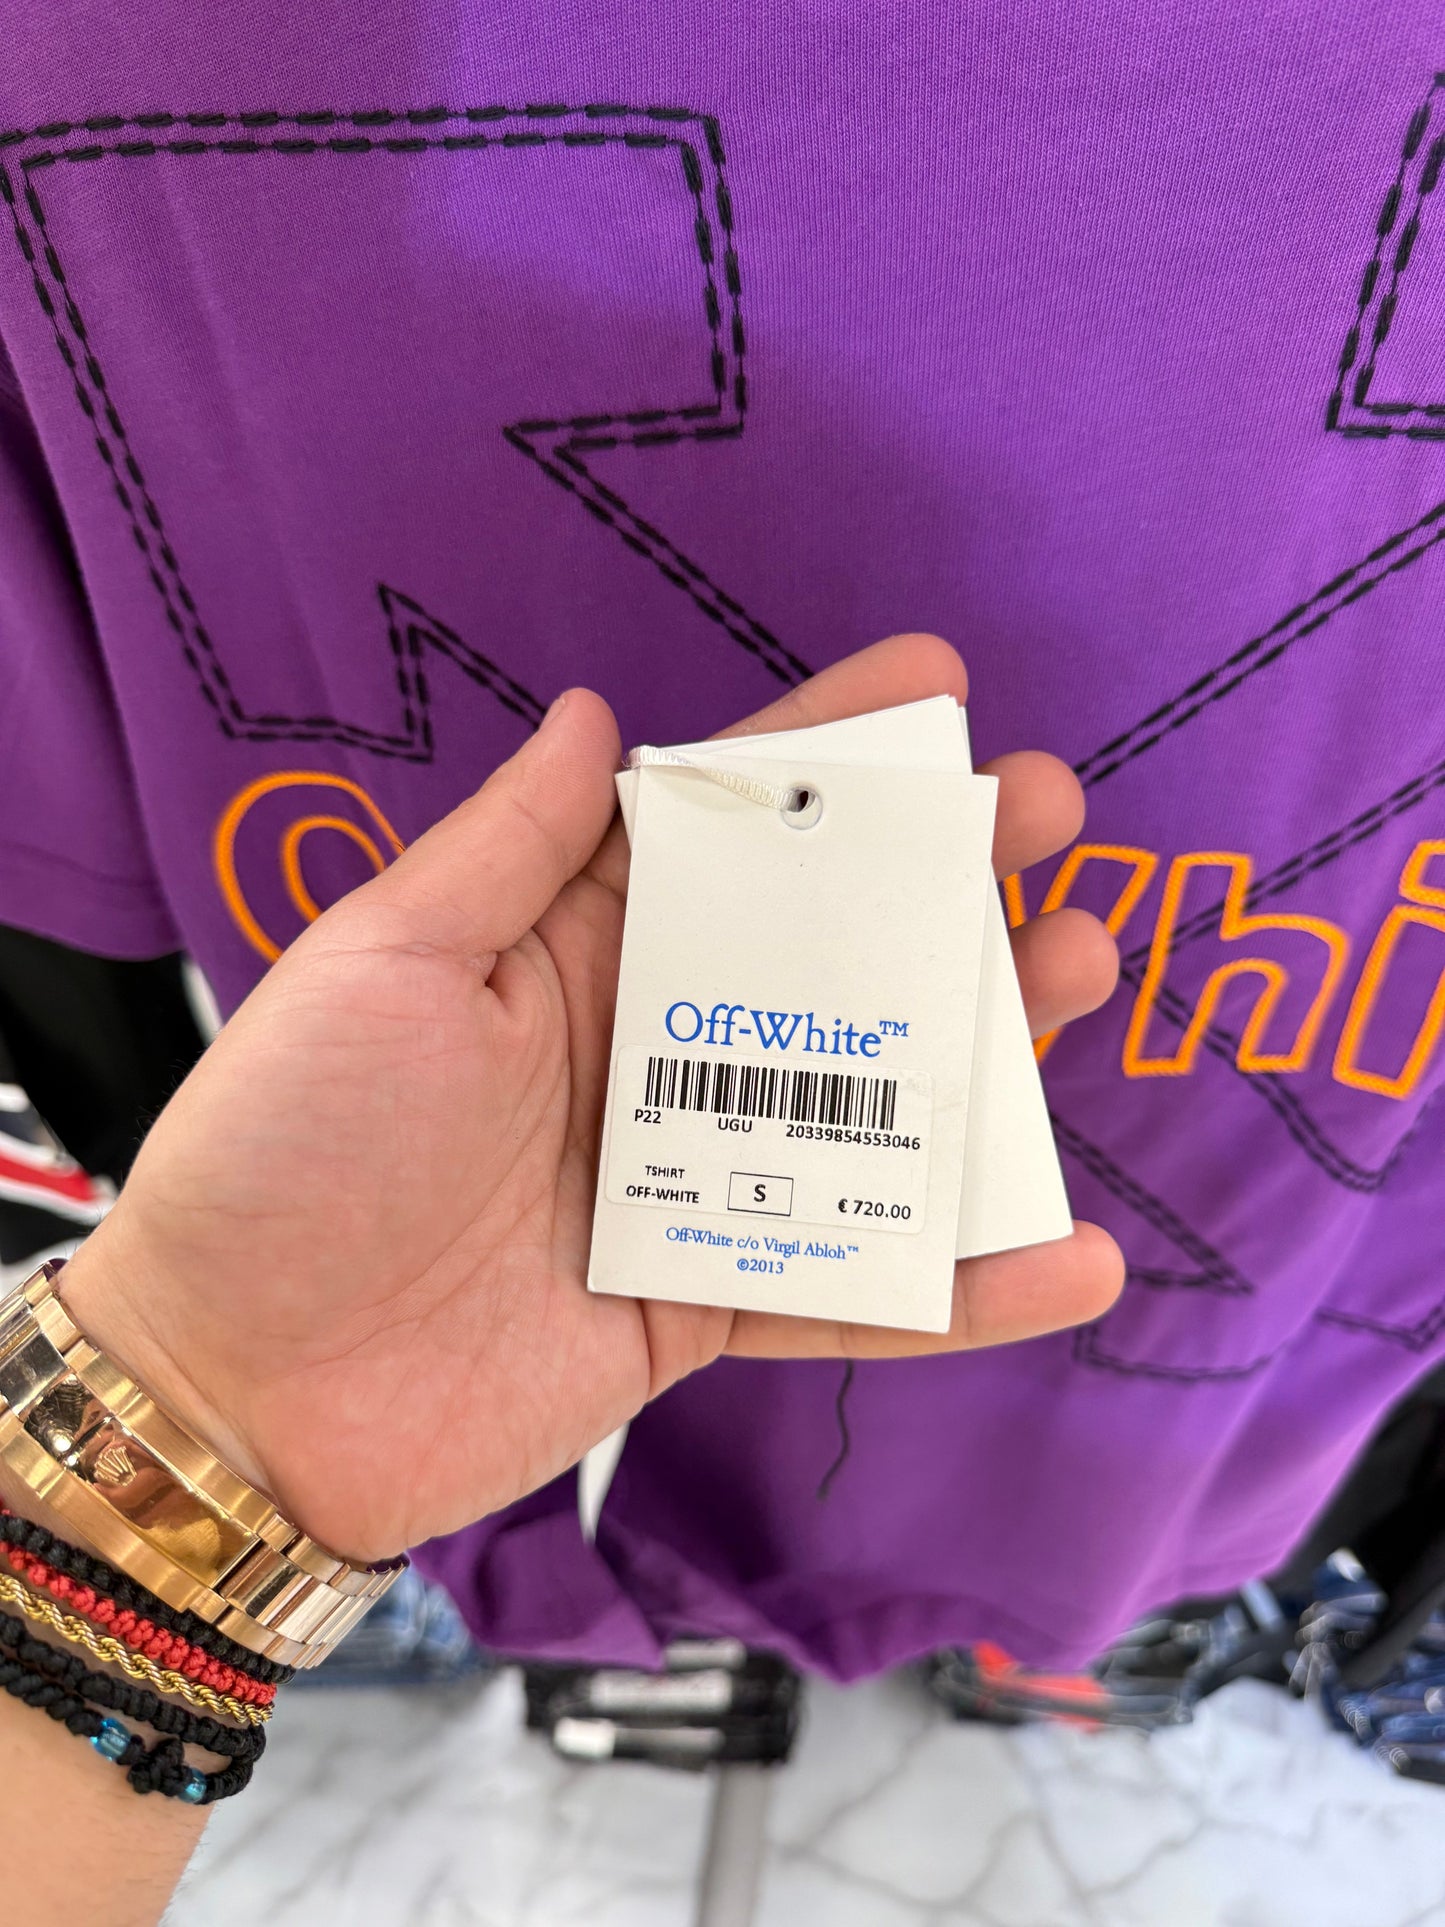 Off-White™
P22 UGU 20339854553046
TSHIRT
OFF-WHITE S € 720.00
Off-White c/o Virgil Abloh™
©2013